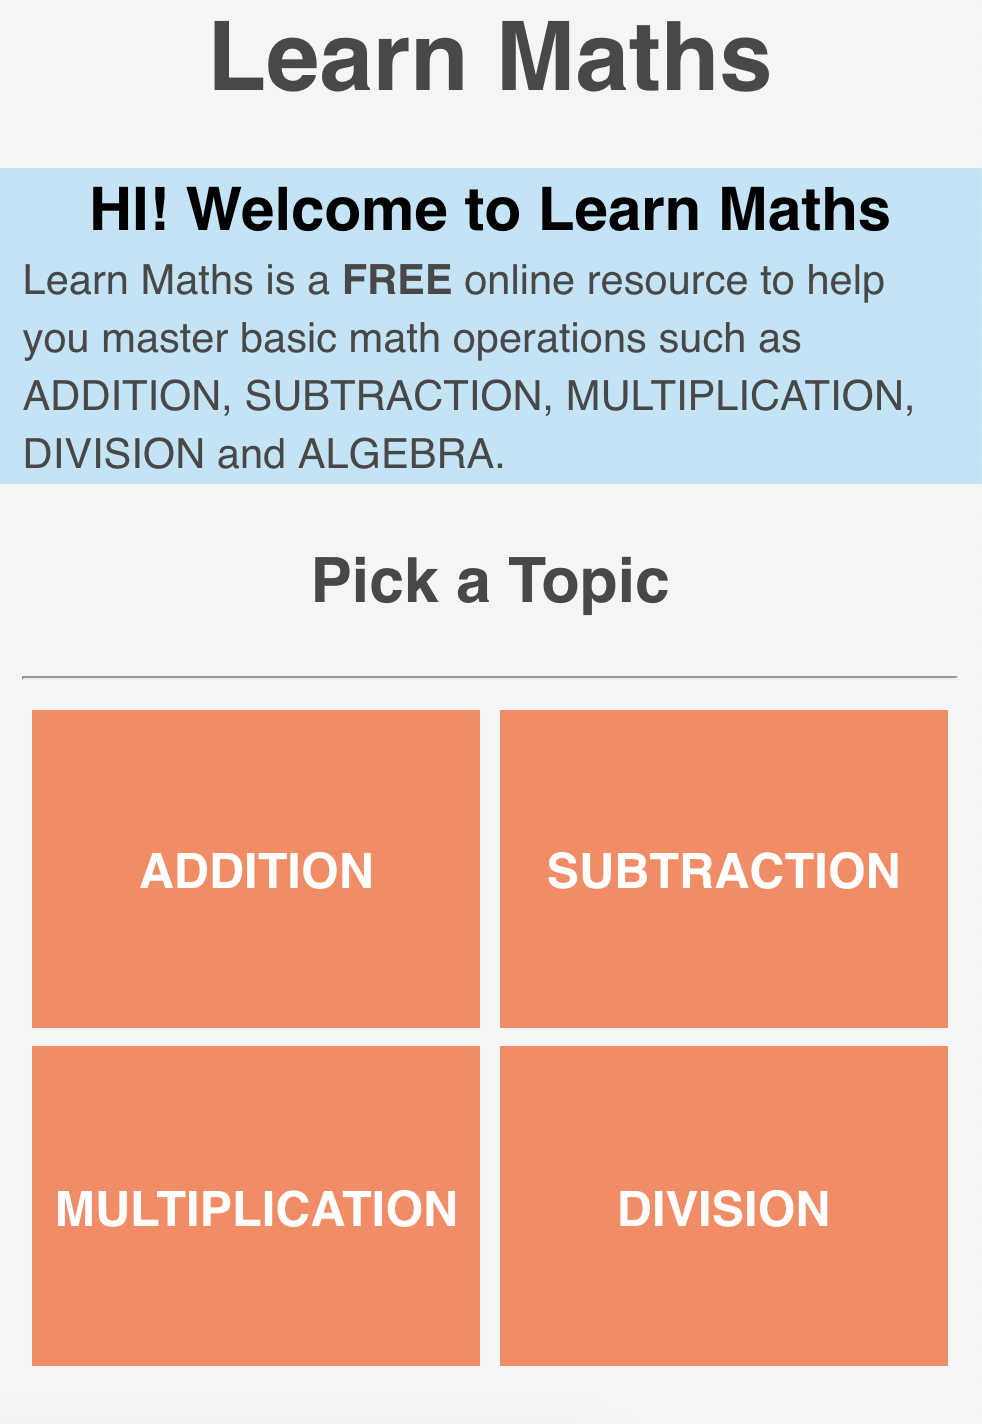 Learn Maths
HI! Welcome to Learn Maths
Learn Maths is a FREE online resource to help
you master basic math operations such as
ADDITION, SUBTRACTION, MULTIPLICATION,
DIVISION and ALGEBRA.
Pick a Topic
ADDITION
SUBTRACTION
MULTIPLICATION
DIVISION